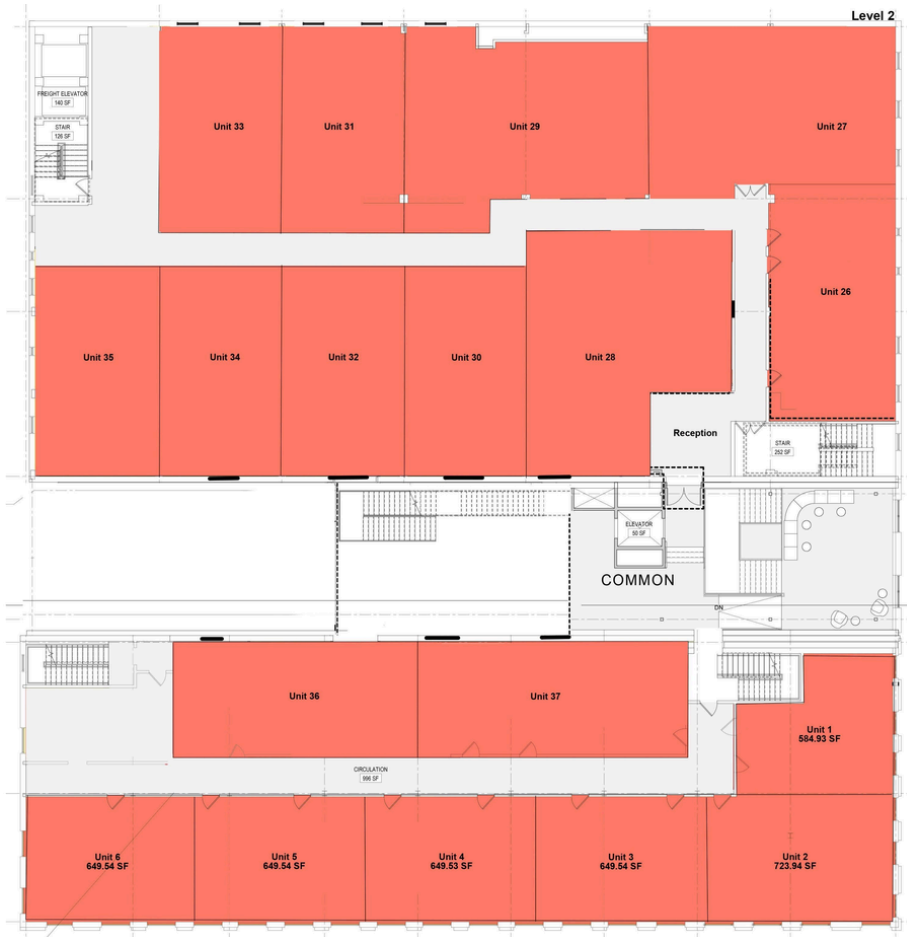 Level 2
FREIGHT ELEVATOR
140 SF
STAIR
126 SF
Unit 33
Unit 31
Unit 29
Unit 27
Unit 26
Unit 35
Unit 34
Unit 32
Unit 30
Unit 28
Reception
STAIR
252 SF
ELEVATOR
50 SF
COMMON
DN
Unit 36
Unit 37
Unit 1
584.93 SF
CIRCULATION
996 SF
Unit 6
649.54 SF
Unit 5
649.54 SF
Unit 4
649.53 SF
Unit 3
649.54 SF
Unit 2
723.94 SF